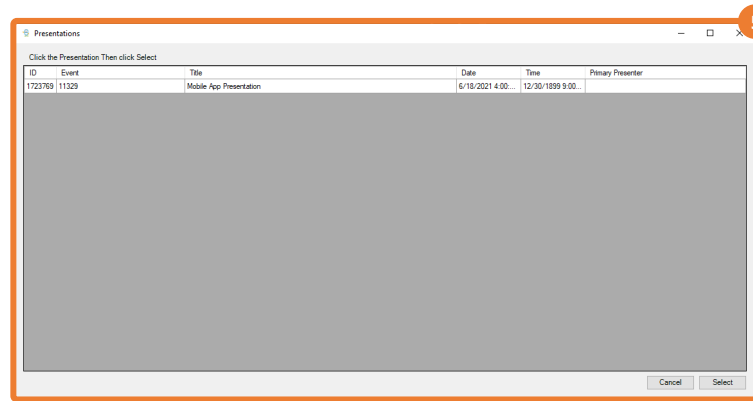 Presentations
Click the Presentation Then click Select
ID Event Title Date Time Primary Presenter
1723769 11329 Mobile App Presentation 6/18/2021 4:00:... 12/30/1899 9:00...
Cancel Select